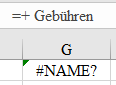 =+ Gebühren
G
#NAME?